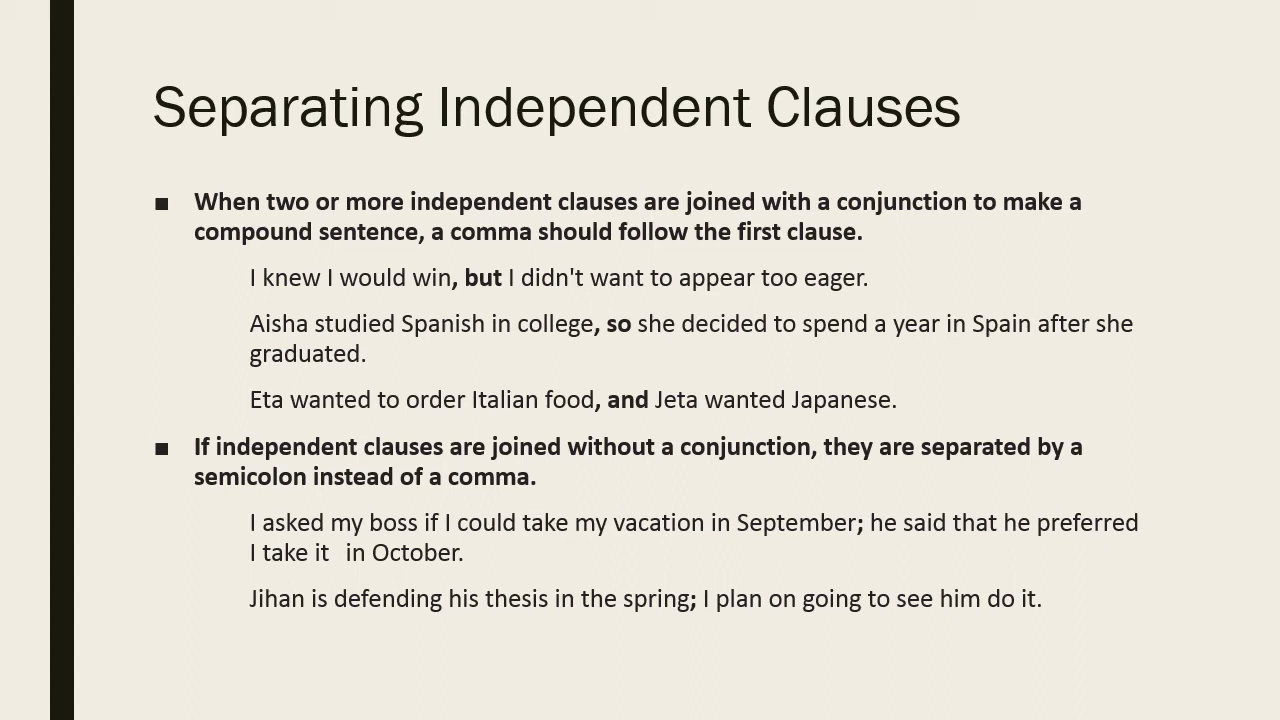 Separating Independent Clauses
▪ When two or more independent clauses are joined with a conjunction to make a
compound sentence, a comma should follow the first clause.
I knew I would win, but I didn't want to appear too eager.
Aisha studied Spanish in college, so she decided to spend a year in Spain after she
graduated.
Eta wanted to order Italian food, and Jeta wanted Japanese.
▪ If independent clauses are joined without a conjunction, they are separated by a
semicolon instead of a comma.
I asked my boss if I could take my vacation in September; he said that he preferred
I take it  in October.
Jihan is defending his thesis in the spring; I plan on going to see him do it.